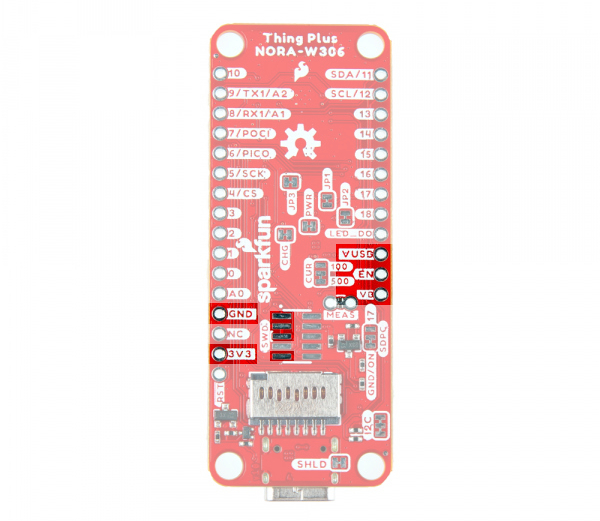 Thing Plus
NORA-W306
10
SDA/11
9/TX1/A2
SCL/12
8/RX1/A1
13
7/POCI
14
6/PICO
15
5/SCK
16
4/CS
17
3
18
2
LED_DO
1
VUSB
0
EN
A0
VB
GND
NC
3V3
RST
JP3
JP1
PWR
JP2
CHG
sparkfun
CUR
100
500
MEAS
SWD
17
SDPC
GND/ON
I2C
SHLD